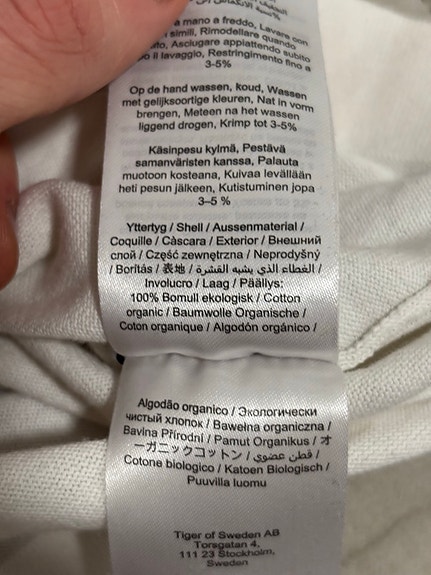 a mano a freddo, Lavare con
simili, Rimodellare quando
Asciugare appiattendo subito
il lavaggio, Restringimento fino a
3-5%
Op de hand wassen, koud, Wassen
met gelijksoortige kleuren, Nat in vorm
brengen, Meteen na het wassen
liggend drogen, Krimp tot 3-5%
Käsinpesu kylmä, Pestävä
samanväristen kanssa, Palauta
muotoon kosteana, Kuivaa levällään
heti pesun jälkeen, Kutistuminen jopa
3–5 %
Yttertyg / Shell / Aussenmaterial /
Coquille / Càscara / Exterior / Внешний
слой / Część zewnętrzna / Neprodyšný
/ Borítás / 表地 / الغطاء الذي يشبه القشرة /
Involucro / Laag / Päällys:
100% Bomull ekologisk / Cotton
organic / Baumwolle Organische /
Coton organique / Algodón orgánico /
Algodão organico / Экологически
чистый хлопок / Bawełna organiczna /
Bavlna Přírodní / Pamut Organikus / オ
ーガニックコットン / قطن عضوي /
Cotone biologico / Katoen Biologisch /
Puuvilla luomu
Tiger of Sweden AB
Torsgatan 4,
111 23 Stockholm,
Sweden